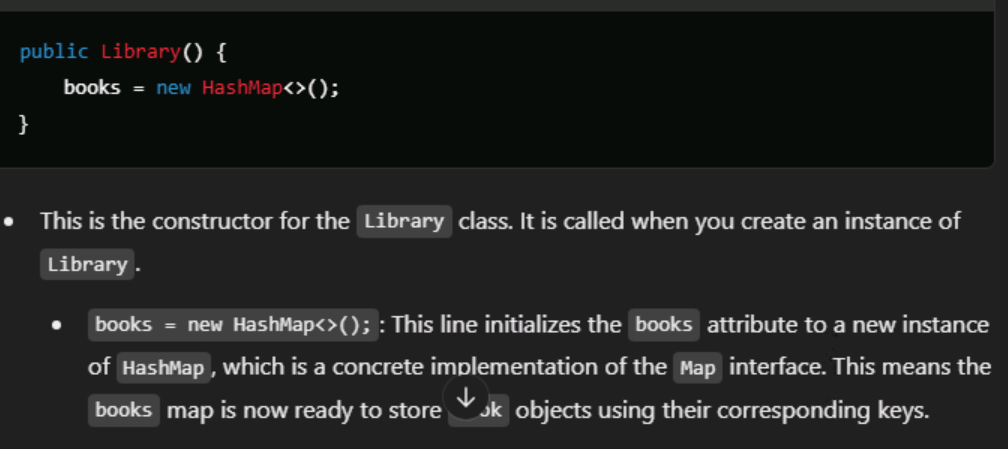 public Library() {
books = new HashMap<>();
}
This is the constructor for the Library class. It is called when you create an instance of
Library.
books = new HashMap<>(); : This line initializes the books attribute to a new instance
of HashMap, which is a concrete implementation of the Map interface. This means the
books map is now ready to store objects using their corresponding keys.